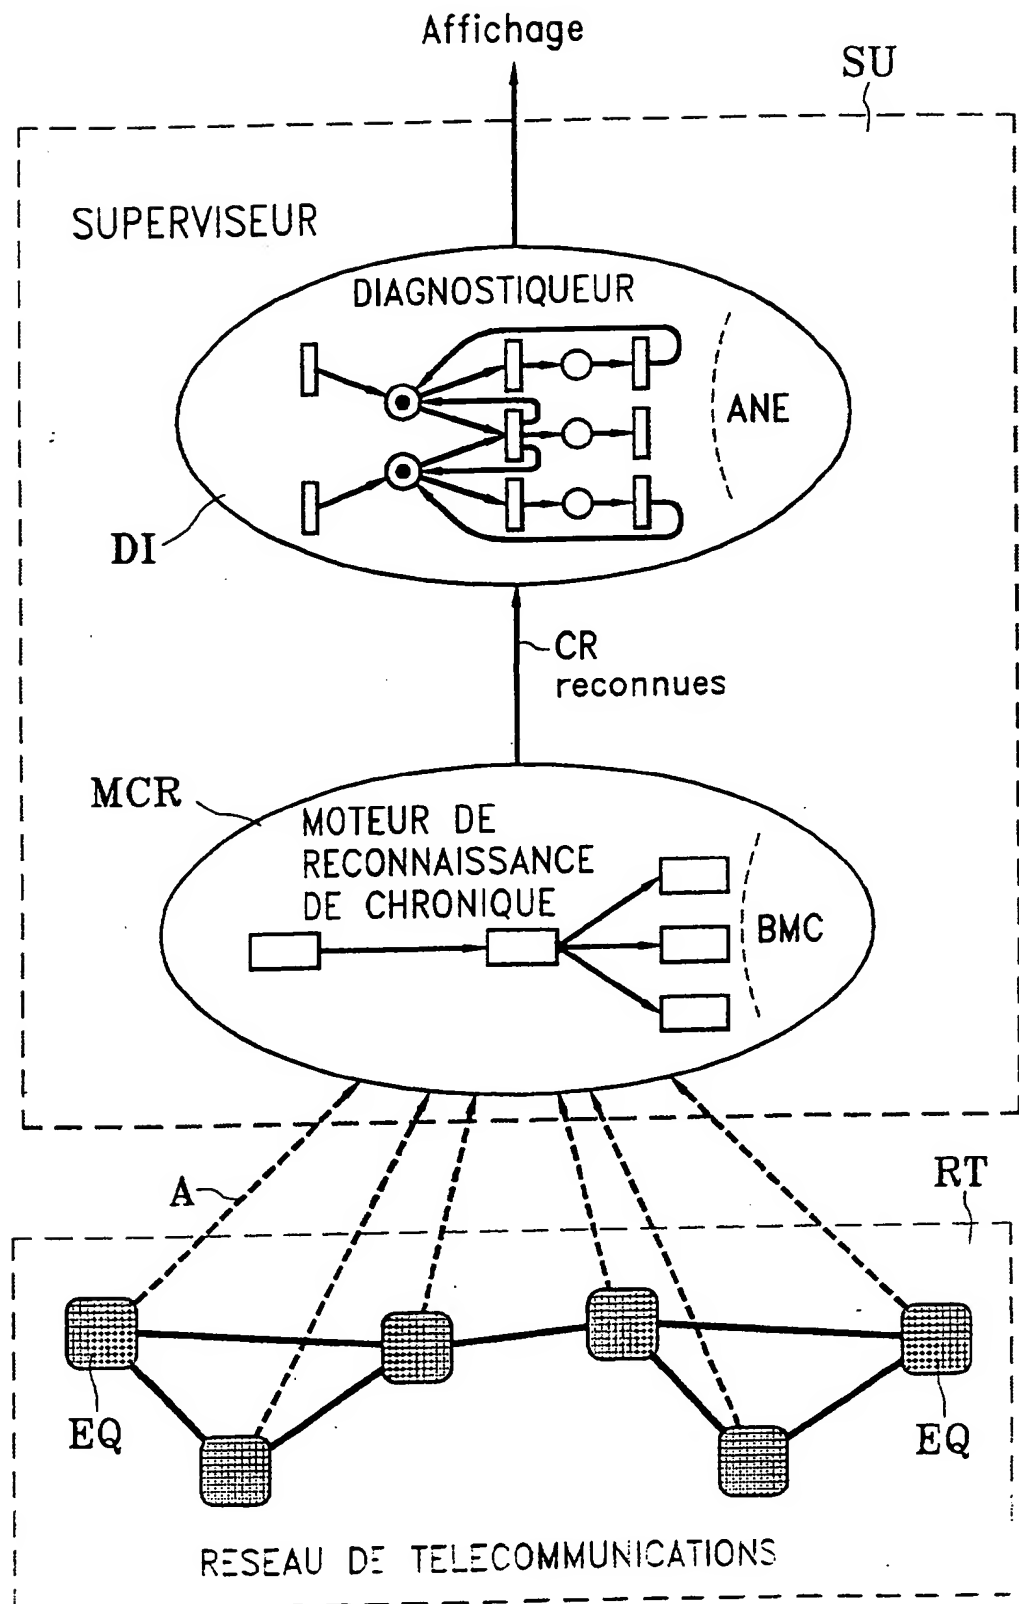 Affichage
SU
SUPERVISEUR
DIAGNOSTIQUEUR
ANE
DI
CR
reconnues
MCR
MOTEUR DE
RECONNAISSANCE
DE CHRONIQUE
BMC
A
RT
EQ
EQ
RESEAU DE TELECOMMUNICATIONS